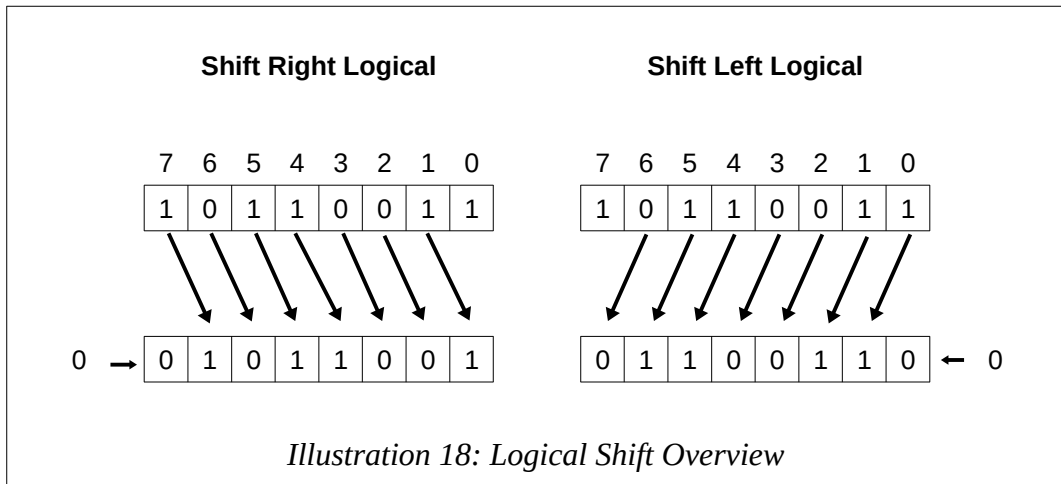 Shift Right Logical Shift Left Logical
7 6 5 4 3 2 1 0 7 6 5 4 3 2 1 0
1 0 1 1 0 0 1 1 1 0 1 1 0 0 1 1
0 0 1 0 1 1 0 0 1 0 1 1 0 0 1 1 0 0
Illustration 18: Logical Shift Overview